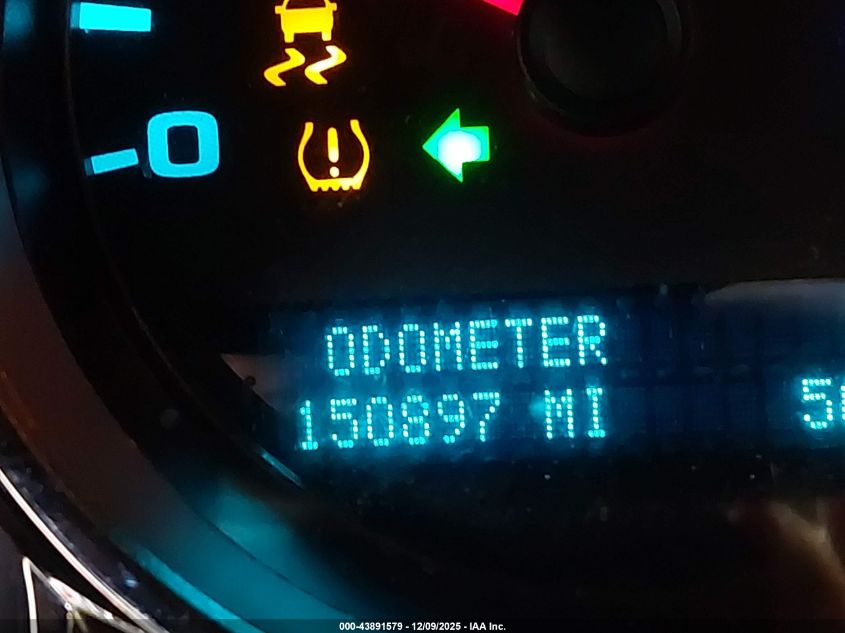 0
ODOMETER
150897 MI
000-43891579 - 12/09/2025 - IAA Inc.